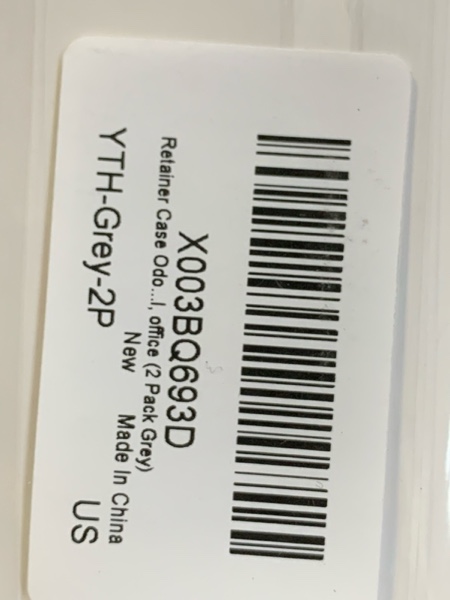 X003BQ693D
Retainer Case Odo...l, office (2 Pack Grey)
New Made In China
YTH-Grey-2P US